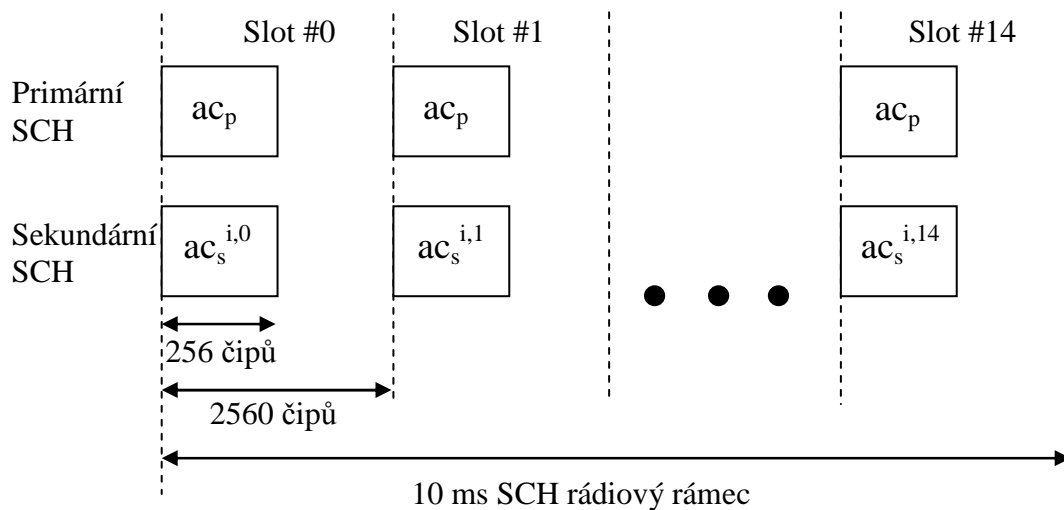 Slot #0 Slot #1 Slot #14
Primární
SCH
ac_p ac_p ac_p
Sekundární
SCH
ac_s^i,0 ac_s^i,1 ac_s^i,14
256 čipů
2560 čipů
10 ms SCH rádiový rámec